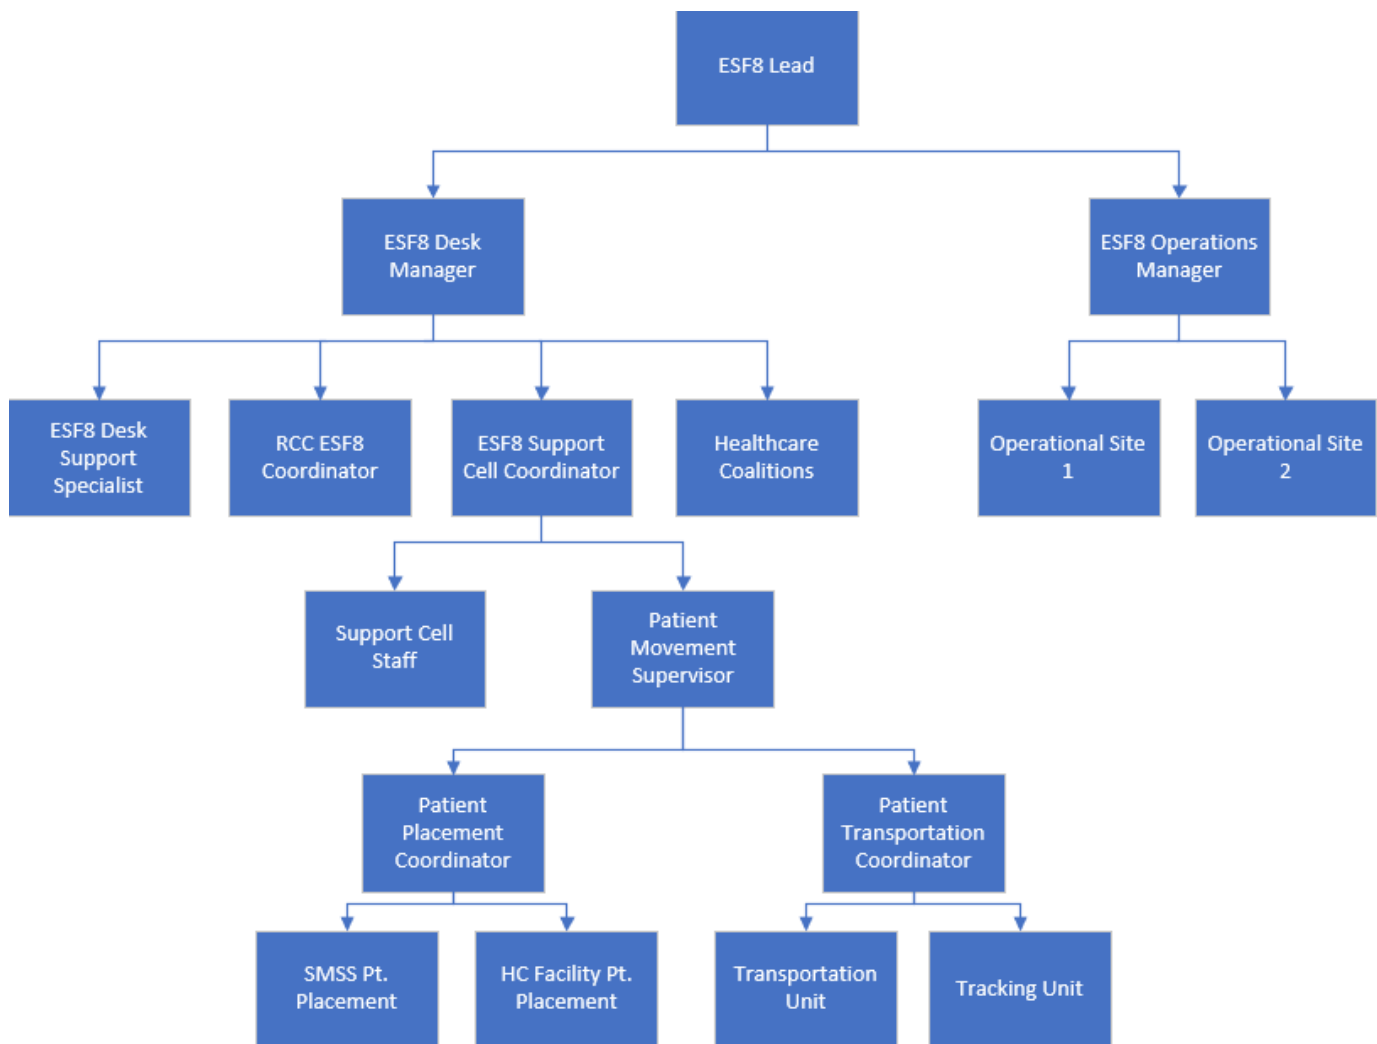 ESF8 Lead
ESF8 Desk
Manager
ESF8 Operations
Manager
ESF8 Desk
Support
Specialist
RCC ESF8
Coordinator
ESF8 Support
Cell Coordinator
Healthcare
Coalitions
Operational Site
1
Operational Site
2
Support Cell
Staff
Patient
Movement
Supervisor
Patient
Placement
Coordinator
Patient
Transportation
Coordinator
SMSS Pt.
Placement
HC Facility Pt.
Placement
Transportation
Unit
Tracking Unit